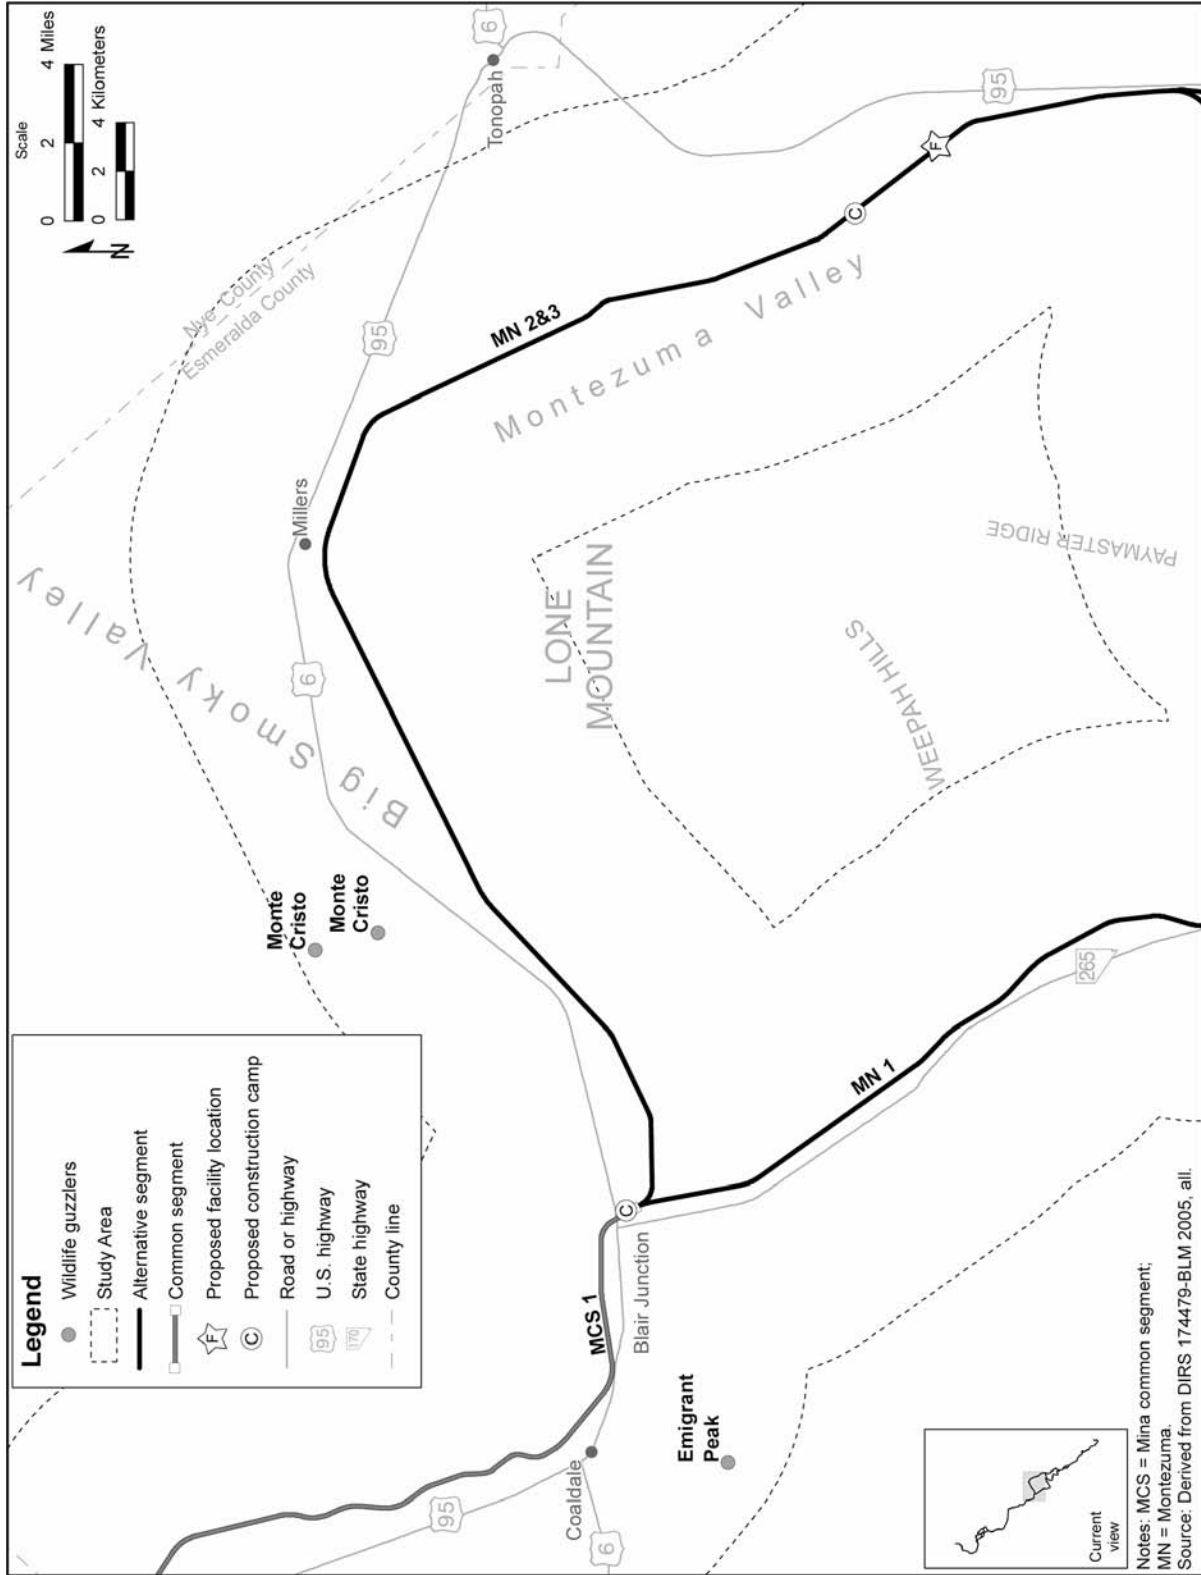 Legend
Wildlife guzzlers
Study Area
Alternative segment
Common segment
F
Proposed facility location
C
Proposed construction camp
Road or highway
95
U.S. highway
170
State highway
County line
Scale
0 2 4 Miles
0 2 4 Kilometers
N
Nye County
Esmeralda County
Big Smoky Valley
Monte
Cristo
Monte
Cristo
6
Millers
95
Tonopah
6
MN 2&3
Montezuma Valley
LONE
MOUNTAIN
WEEPAH HILLS
PAYMASTER RIDGE
C
F
95
MCS 1
C
Blair Junction
95
Coaldale
6
Emigrant
Peak
MN 1
265
Current
view
Notes: MCS = Mina common segment;
MN = Montezuma.
Source: Derived from DIRS 174479-BLM 2005, all.